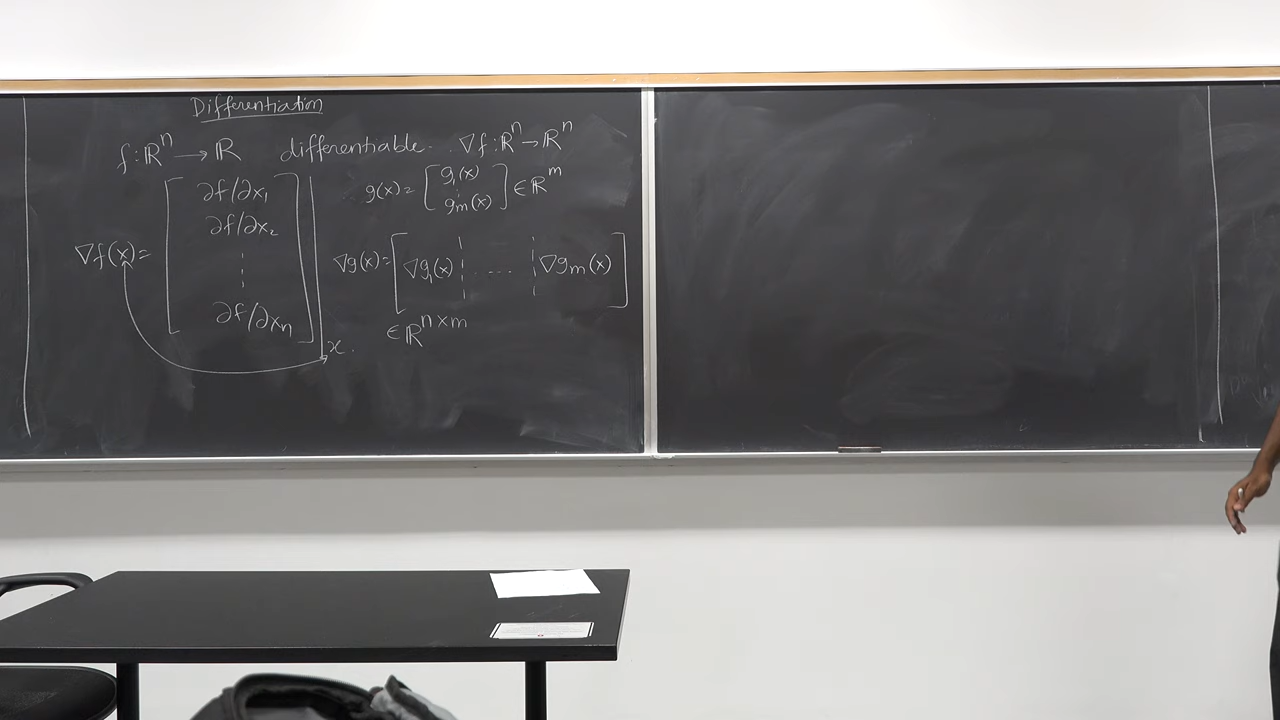 Differentiation
f: ℝⁿ → ℝ differentiable. ∇f: ℝⁿ → ℝⁿ
∇f(x) = [ ∂f/∂x₁
∂f/∂x₂
⋮
∂f/∂xₙ ] x.
g(x) = [ g₁(x)
⋮
gₘ(x) ] ∈ ℝᵐ
∇g(x) = [ ∇g₁(x) ¦ .... ¦ ∇gₘ(x) ]
∈ ℝⁿˣᵐ